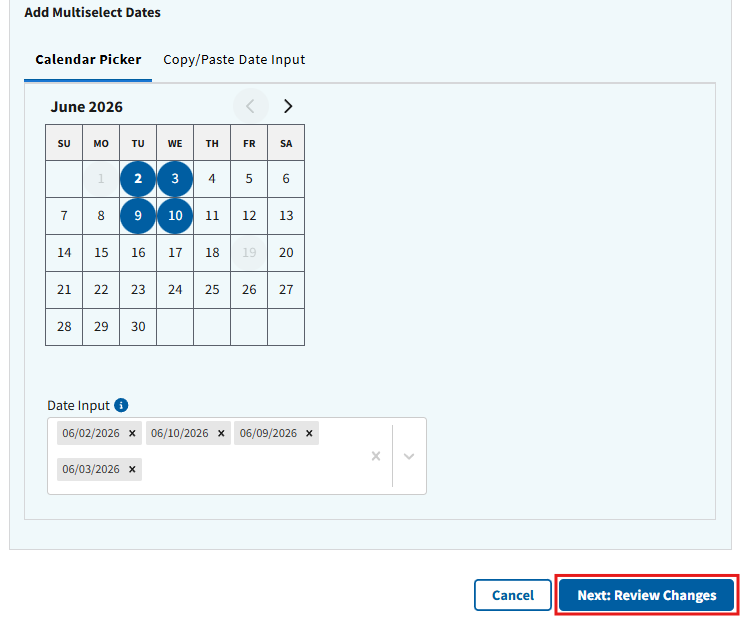 Add Multiselect Dates
Calendar Picker Copy/Paste Date Input
June 2026
SU MO TU WE TH FR SA
1 2 3 4 5 6
7 8 9 10 11 12 13
14 15 16 17 18 19 20
21 22 23 24 25 26 27
28 29 30
Date Input
06/02/2026 × 06/10/2026 × 06/09/2026 ×
06/03/2026 ×
Cancel Next: Review Changes